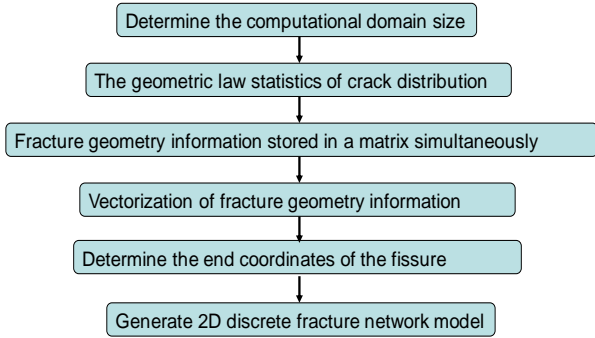 Determine the computational domain size
The geometric law statistics of crack distribution
Fracture geometry information stored in a matrix simultaneously
Vectorization of fracture geometry information
Determine the end coordinates of the fissure
Generate 2D discrete fracture network model